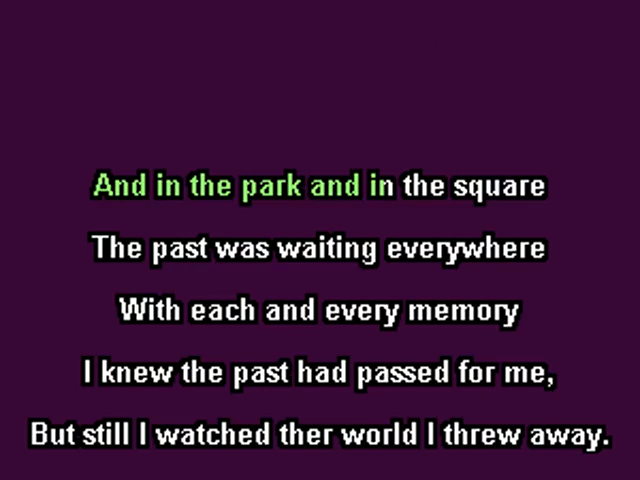 And in the park and in the square
The past was waiting everywhere
With each and every memory
I knew the past had passed for me,
But still I watched ther world I threw away.